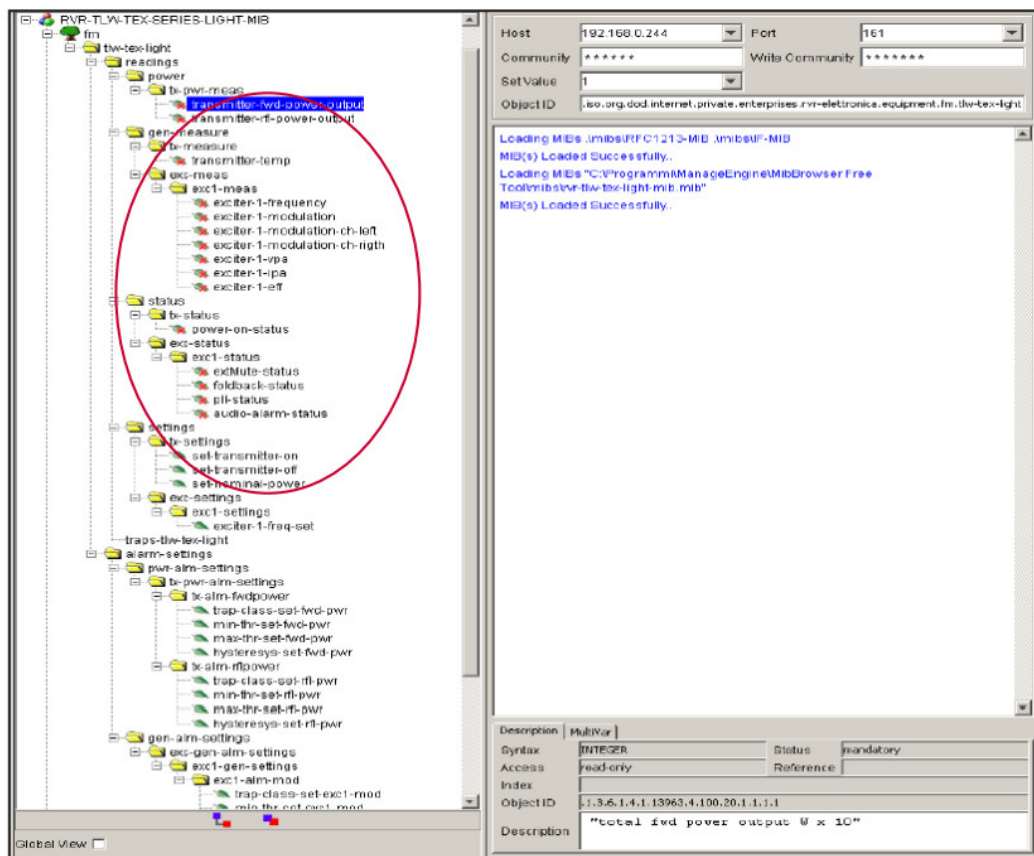 RVR-TLW-TEX-SERIES-LIGHT-MIB
fm
tlw-tex-light
readings
power
tx-pwr-meas
transmitter-fwd-power-output
transmitter-rfl-power-output
gen-measure
tx-measure
transmitter-temp
exc-meas
exc1-meas
exciter-1-frequency
exciter-1-modulation
exciter-1-modulation-ch-left
exciter-1-modulation-ch-rigth
exciter-1-vpa
exciter-1-ipa
exciter-1-eff
status
tx-status
power-on-status
exc-status
exc1-status
extMute-status
foldback-status
pll-status
audio-alarm-status
settings
tx-settings
set-transmitter-on
set-transmitter-off
set-nominal-power
exc-settings
exc1-settings
exciter-1-freq-set
traps-tlw-tex-light
alarm-settings
pwr-alm-settings
tx-pwr-alm-settings
tx-alm-fwdpower
trap-class-set-fwd-pwr
min-thr-set-fwd-pwr
max-thr-set-fwd-pwr
hysteresys-set-fwd-pwr
tx-alm-rflpower
trap-class-set-rfl-pwr
min-thr-set-rfl-pwr
max-thr-set-rfl-pwr
hysteresys-set-rfl-pwr
gen-alm-settings
exc-gen-alm-settings
exc1-gen-settings
exc1-alm-mod
trap-class-set-exc1-mod
min-thr-set-exc1-mod
Global View
Host 192.168.0.244 Port 161
Community ****** Write Community *******
Set Value 1
Object ID .iso.org.dod.internet.private.enterprises.rvr-elettronica.equipment.fm.tlw-tex-light
Loading MIBs .\mibs\RFC1213-MIB .\mibs\IF-MIB
MIB(s) Loaded Successfully..
Loading MIBs "C:\Programmi\ManageEngine\MibBrowser Free
Tool\mibs\rvr-tlw-tex-light-mib.mib"
MIB(s) Loaded Successfully..
Description MultiVar
Syntax INTEGER Status mandatory
Access read-only Reference
Index
Object ID .1.3.6.1.4.1.13963.4.100.20.1.1.1.1
Description "total fwd power output W x 10"